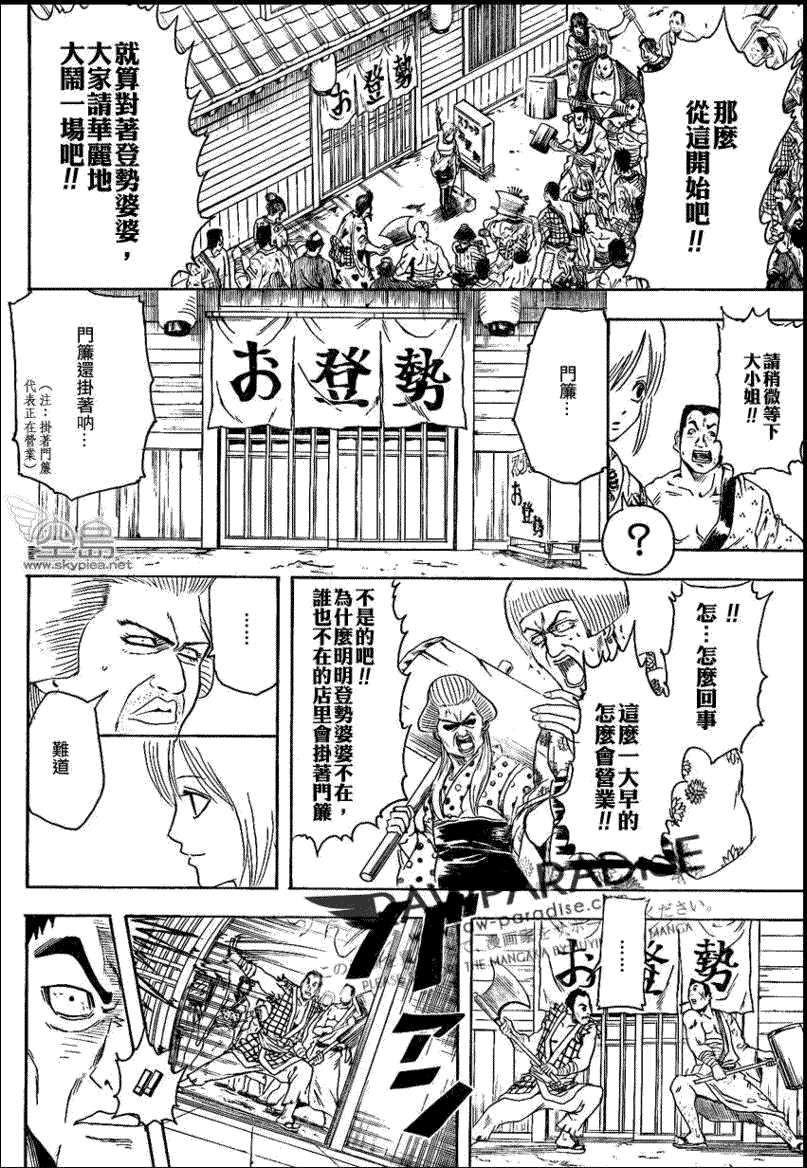 那麼
從這開始吧!!
就算對著登勢婆婆，
大家請華麗地
大鬧一場吧!!
お登勢
請稍微等下
大小姐!!
?
門簾…
お登勢
お登勢
門簾還掛著吶…
（注：掛著門簾
代表正在營業）
www.skypiea.net
!!
怎…怎麼回事
這麼一大早的
怎麼會營業!!
不是的吧!!
為什麼明明登勢婆婆不在，
誰也不在的店里會掛著門簾
……
難道
RAWPARADISE
お登勢
……
ガッ
!!!